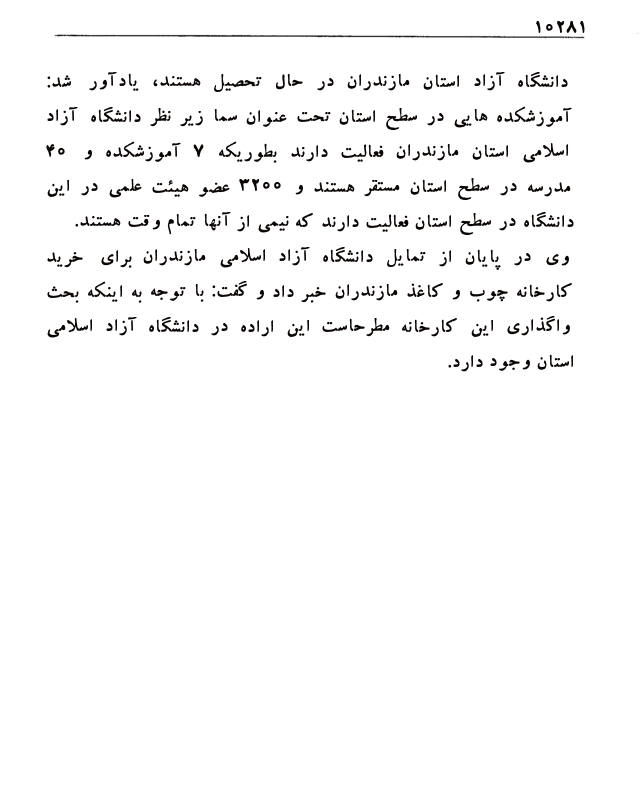 ۱۰۲۸۱
دانشگاه آزاد استان مازندران در حال تحصیل هستند، یادآور شد:
آموزشکده هایی در سطح استان تحت عنوان سما زیر نظر دانشگاه آزاد
اسلامی استان مازندران فعالیت دارند بطوریکه ۷ آموزشکده و ۴۰
مدرسه در سطح استان مستقر هستند و ۳۲۰۰ عضو هیئت علمی در این
دانشگاه در سطح استان فعالیت دارند که نیمی از آنها تمام وقت هستند.
وی در پایان از تمایل دانشگاه آزاد اسلامی مازندران برای خرید
کارخانه چوب و کاغذ مازندران خبر داد و گفت: با توجه به اینکه بحث
واگذاری این کارخانه مطرحاست این اراده در دانشگاه آزاد اسلامی
استان وجود دارد.